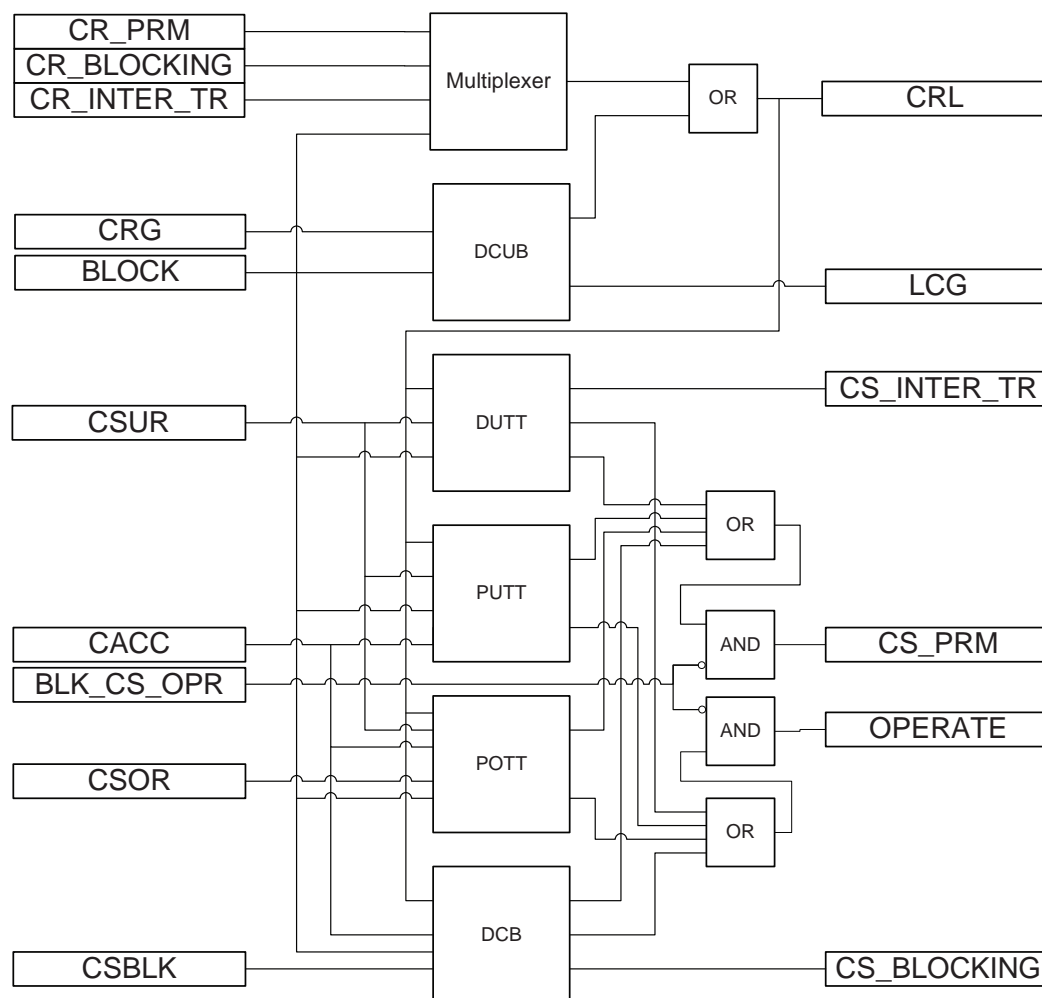 CR_PRM
CR_BLOCKING
CR_INTER_TR
Multiplexer
OR
CRL
CRG
BLOCK
DCUB
LCG
CSUR
DUTT
CS_INTER_TR
PUTT
OR
CACC
BLK_CS_OPR
AND
CS_PRM
CSOR
POTT
AND
OPERATE
OR
CSBLK
DCB
CS_BLOCKING